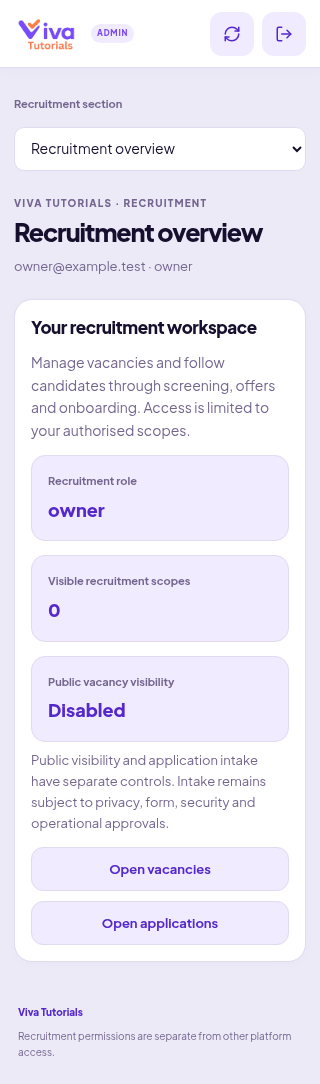 Viva
Tutorials
ADMIN
Recruitment section
Recruitment overview
VIVA TUTORIALS · RECRUITMENT
Recruitment overview
owner@example.test · owner
Your recruitment workspace
Manage vacancies and follow
candidates through screening, offers
and onboarding. Access is limited to
your authorised scopes.
Recruitment role
owner
Visible recruitment scopes
0
Public vacancy visibility
Disabled
Public visibility and application intake
have separate controls. Intake remains
subject to privacy, form, security and
operational approvals.
Open vacancies
Open applications
Viva Tutorials
Recruitment permissions are separate from other platform
access.